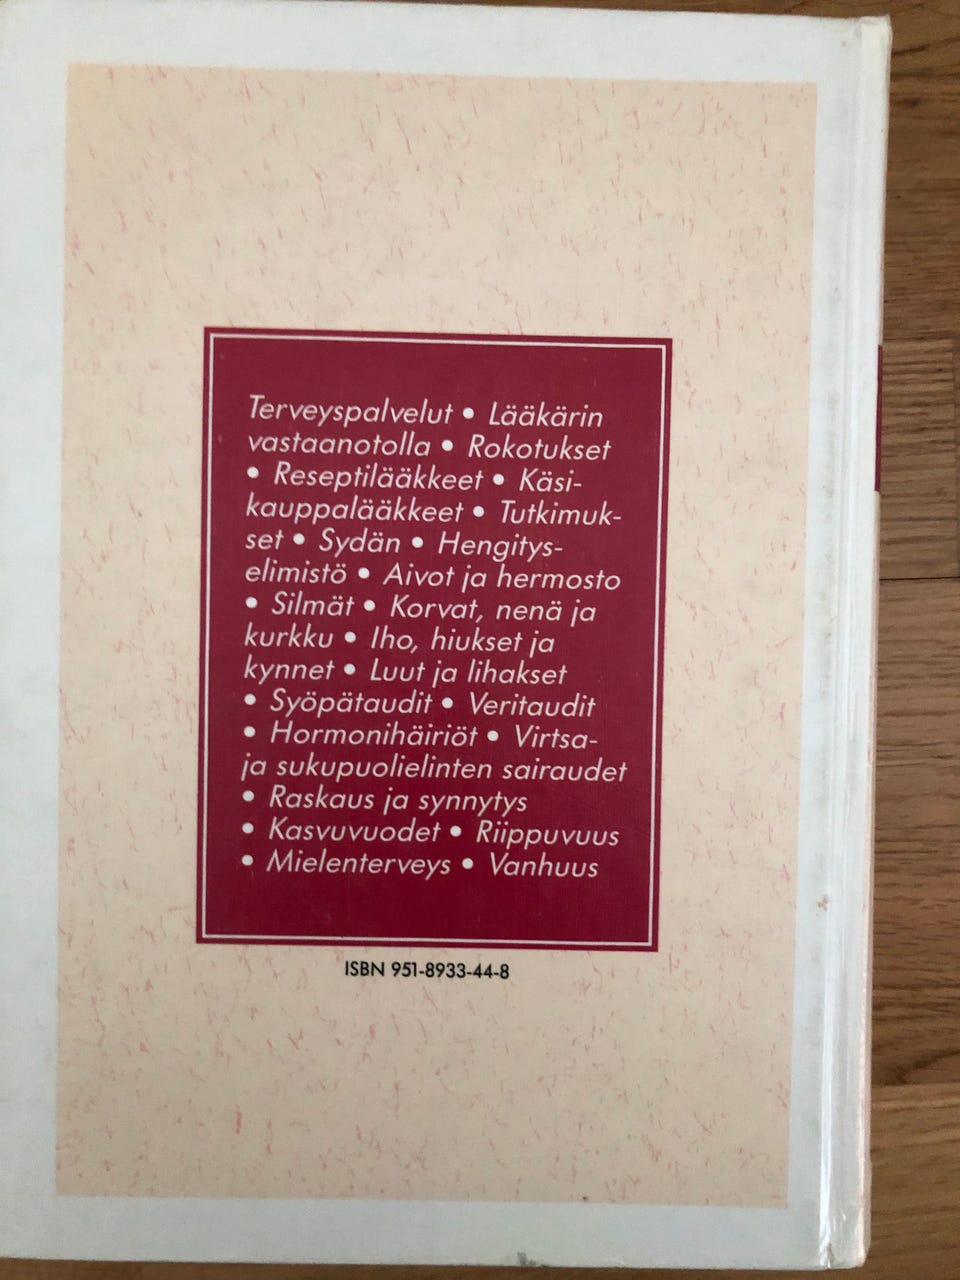 Terveyspalvelut • Lääkärin
vastaanotolla • Rokotukset
• Reseptilääkkeet • Käsi-
kauppalääkkeet • Tutkimuk-
set • Sydän • Hengitys-
elimistö • Aivot ja hermosto
• Silmät • Korvat, nenä ja
kurkku • Iho, hiukset ja
kynnet • Luut ja lihakset
• Syöpätaudit • Veritaudit
• Hormonihäiriöt • Virtsa-
ja sukupuolielinten sairaudet
• Raskaus ja synnytys
• Kasvuvuodet • Riippuvuus
• Mielenterveys • Vanhuus
ISBN 951-8933-44-8